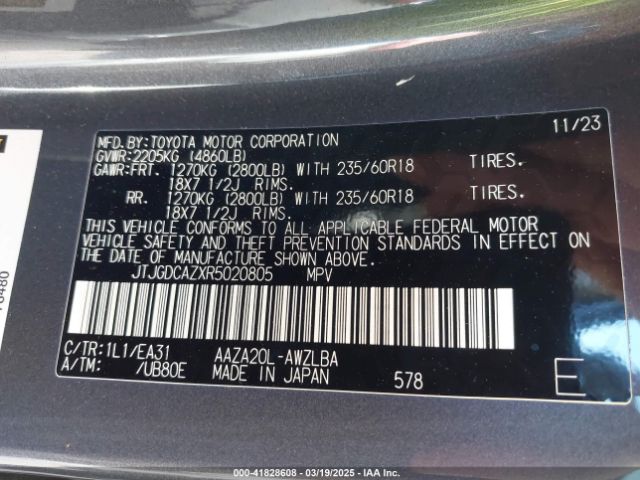 11/23
MFD.BY:TOYOTA MOTOR CORPORATION
GVWR:2205KG (4860LB)
GAWR:FRT. 1270KG (2800LB) WITH 235/60R18 TIRES.
18X7 1/2J RIMS.
RR. 1270KG (2800LB) WITH 235/60R18 TIRES.
18X7 1/2J RIMS.
THIS VEHICLE CONFORMS TO ALL APPLICABLE FEDERAL MOTOR
VEHICLE SAFETY AND THEFT PREVENTION STANDARDS IN EFFECT ON
THE DATE OF MANUFACTURE SHOWN ABOVE.
JTJGDCAZXR5020805 MPV
C/TR:1L1/EA31 AAZA20L-AWZLBA
A/TM: /UB80E MADE IN JAPAN 578 E
00-41828608 - 03/19/2025 - IAA Inc.